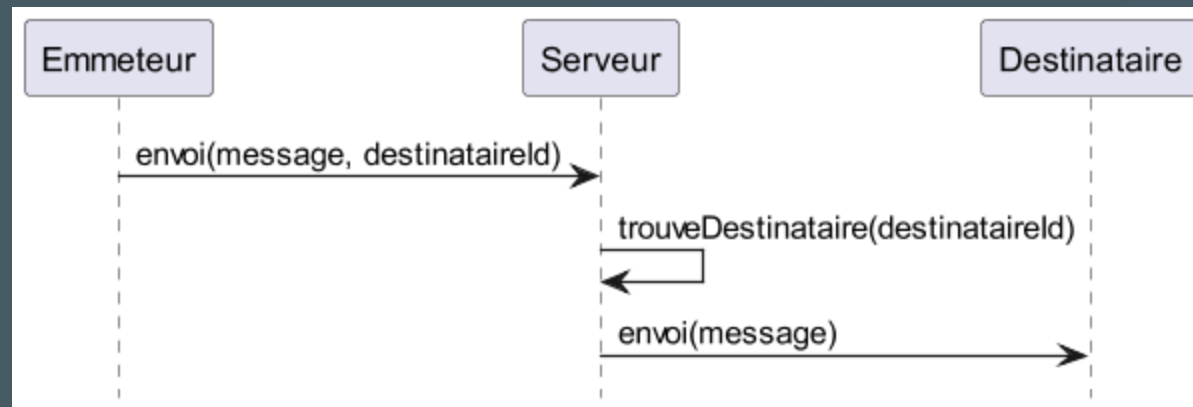 Emmeteur
Serveur
Destinataire
envoi(message, destinataireId)
trouveDestinataire(destinataireId)
envoi(message)